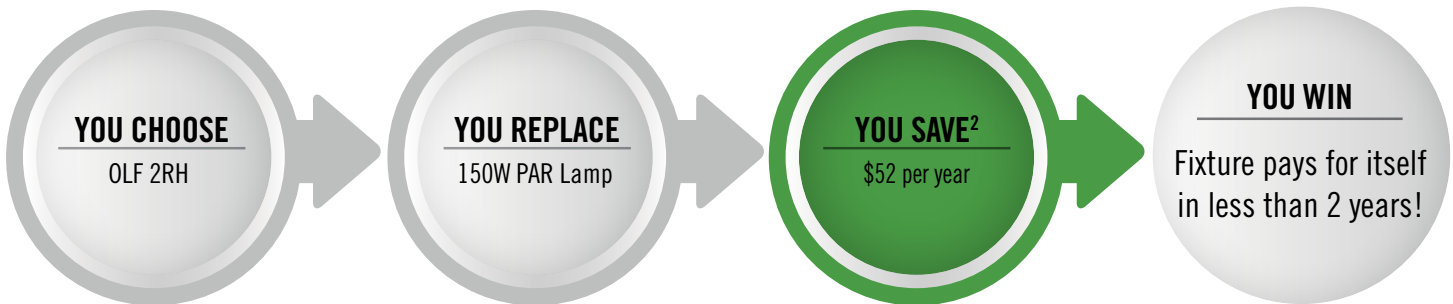 YOU CHOOSE
OLF 2RH
YOU REPLACE
150W PAR Lamp
YOU SAVE²
$52 per year
YOU WIN
Fixture pays for itself
in less than 2 years!